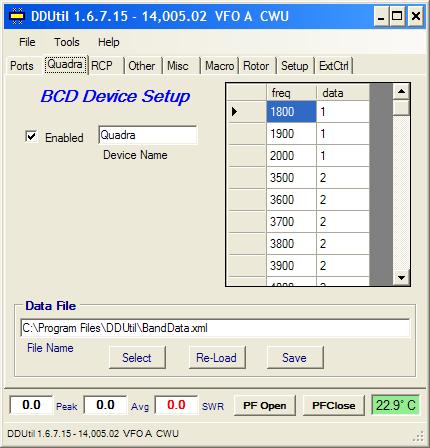 DDUtil 1.6.7.15 - 14,005.02 VFO A CWU
File Tools Help
Ports Quadra RCP Other Misc Macro Rotor Setup ExtCtrl
BCD Device Setup
Enabled Quadra
Device Name
freq data
1800 1
1900 1
2000 1
3500 2
3600 2
3700 2
3800 2
3900 2
Data File
C:\Program Files\DDUtil\BandData.xml
File Name
Select Re-Load Save
0.0 Peak 0.0 Avg 0.0 SWR PF Open PFClose 22.9° C
DDUtil 1.6.7.15 - 14,005.02 VFO A CWU